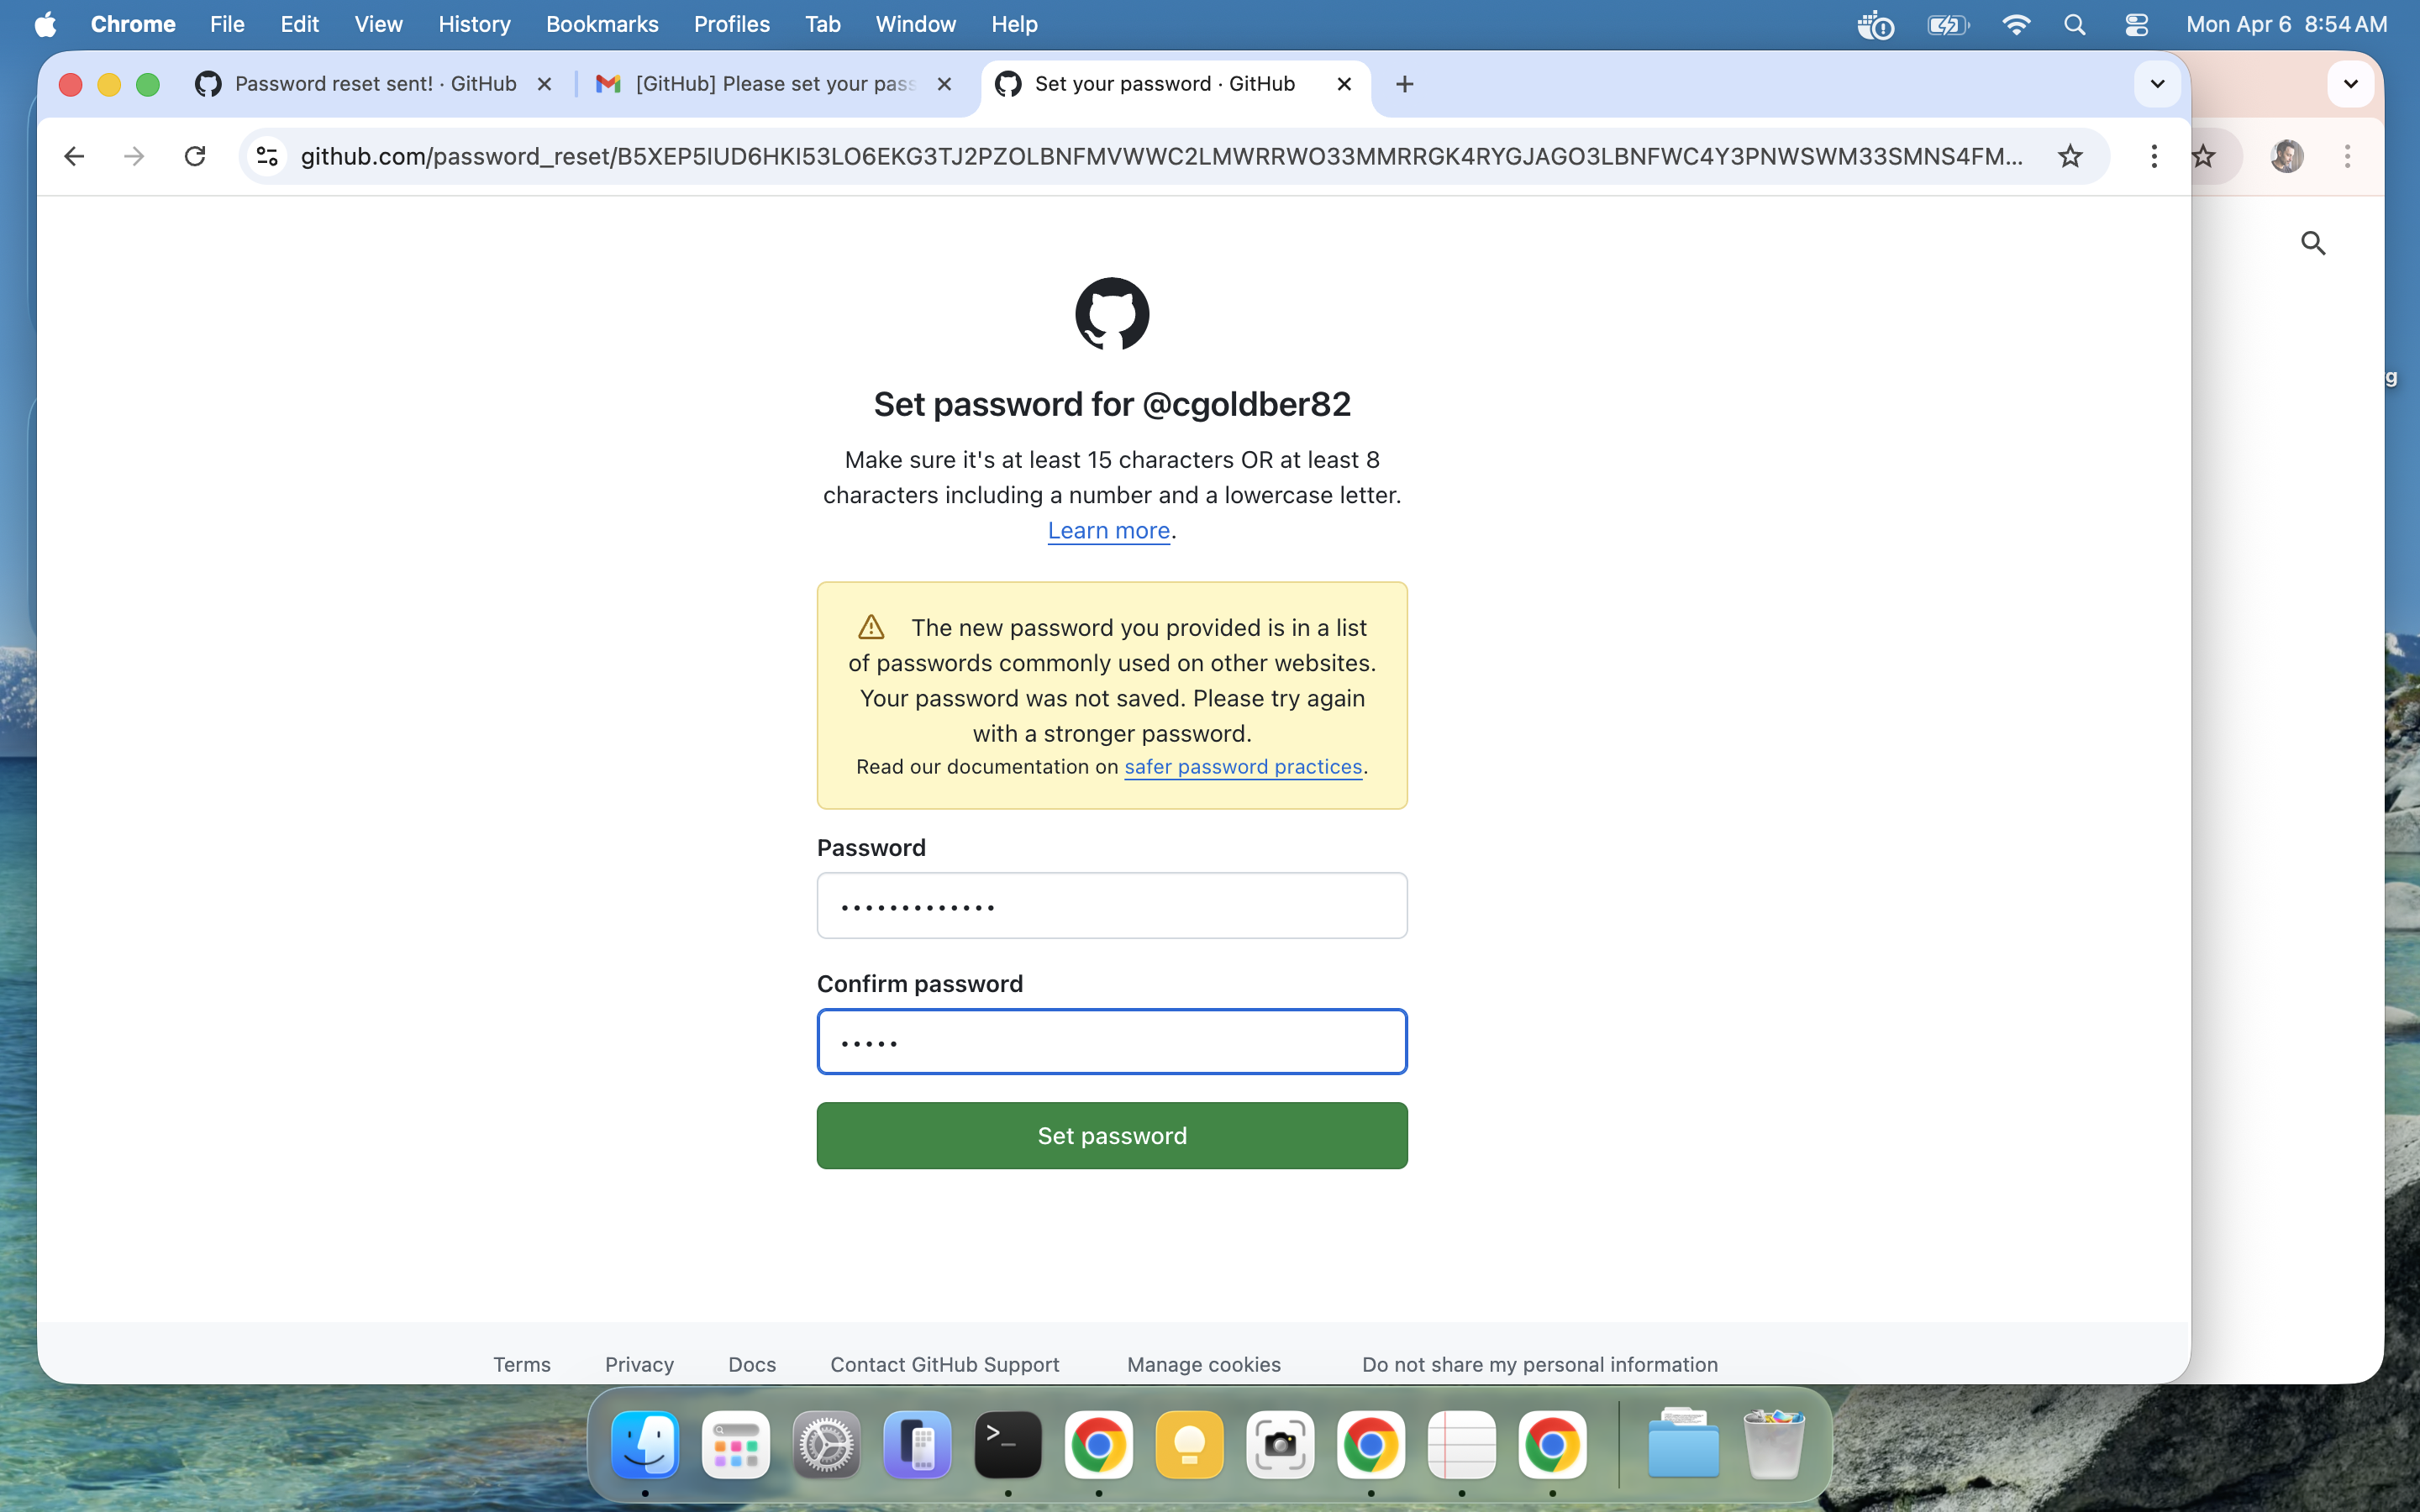 Chrome File Edit View History Bookmarks Profiles Tab Window Help Mon Apr 6 8:54 AM
Password reset sent! · GitHub
[GitHub] Please set your pass
Set your password · GitHub
github.com/password_reset/B5XEP5IUD6HKI53LO6EKG3TJ2PZOLBNFMVWWC2LMWRRWO33MMRRGK4RYGJAGO3LBNFWC4Y3PNWSWM33SMNS4FM...
Set password for @cgoldber82
Make sure it's at least 15 characters OR at least 8
characters including a number and a lowercase letter.
Learn more.
The new password you provided is in a list
of passwords commonly used on other websites.
Your password was not saved. Please try again
with a stronger password.
Read our documentation on safer password practices.
Password
Confirm password
Set password
Terms Privacy Docs Contact GitHub Support Manage cookies Do not share my personal information